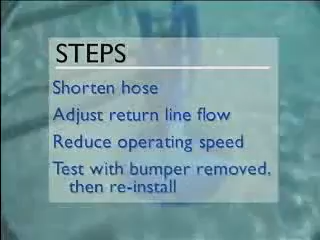 STEPS
Shorten hose
Adjust return line flow
Reduce operating speed
Test with bumper removed,
then re-install